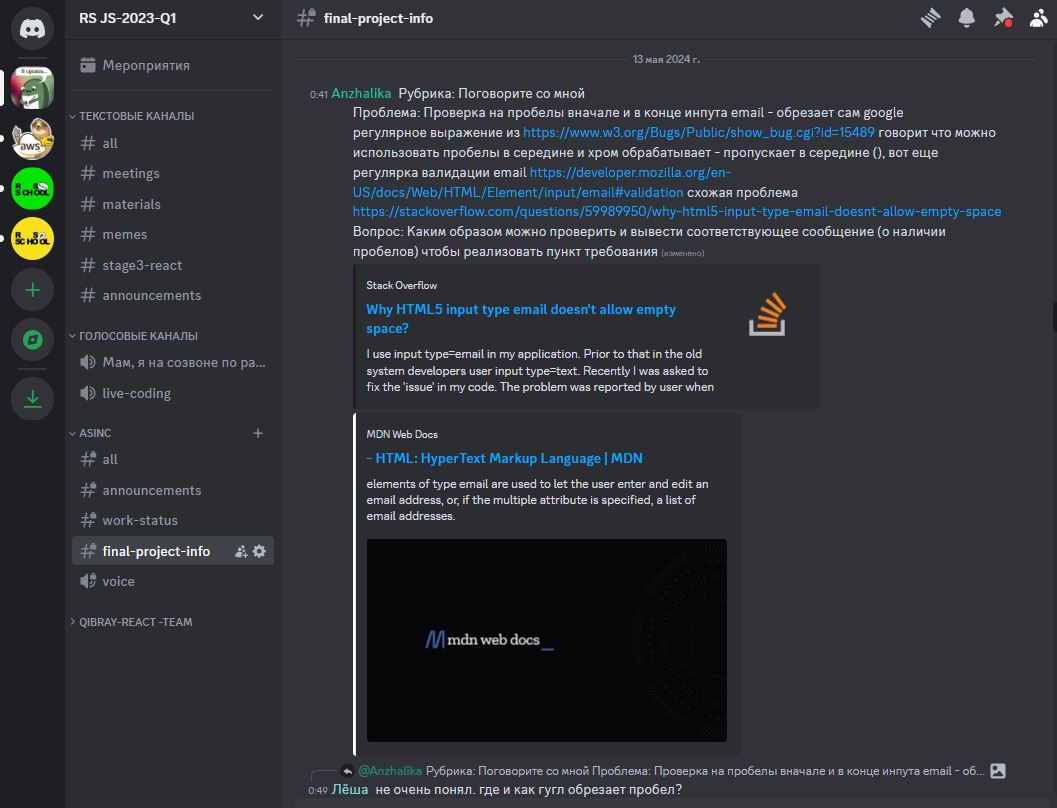 RS JS-2023-Q1
Мероприятия
ТЕКСТОВЫЕ КАНАЛЫ
all
meetings
materials
memes
stage3-react
announcements
ГОЛОСОВЫЕ КАНАЛЫ
Мам, я на созвоне по ра...
live-coding
ASINC
all
announcements
work-status
final-project-info
voice
QIBRAY-REACT -TEAM
final-project-info
13 мая 2024 г.
0:41 Anzhalika Рубрика: Поговорите со мной
Проблема: Проверка на пробелы вначале и в конце инпута email - обрезает сам google
регулярное выражение из https://www.w3.org/Bugs/Public/show_bug.cgi?id=15489 говорит что можно
использовать пробелы в середине и хром обрабатывает - пропускает в середине (), вот еще
регулярка валидации email https://developer.mozilla.org/en-
US/docs/Web/HTML/Element/input/email#validation схожая проблема
https://stackoverflow.com/questions/59989950/why-html5-input-type-email-doesnt-allow-empty-space
Вопрос: Каким образом можно проверить и вывести соответствующее сообщение (о наличии
пробелов) чтобы реализовать пункт требования (изменено)
Stack Overflow
Why HTML5 input type email doesn't allow empty
space?
I use input type=email in my application. Prior to that in the old
system developers user input type=text. Recently I was asked to
fix the 'issue' in my code. The problem was reported by user when
MDN Web Docs
- HTML: HyperText Markup Language | MDN
elements of type email are used to let the user enter and edit an
email address, or, if the multiple attribute is specified, a list of
email addresses.
mdn web docs_
@Anzhalika Рубрика: Поговорите со мной Проблема: Проверка на пробелы вначале и в конце инпута email - об...
0:49 Лёша не очень понял. где и как гугл обрезает пробел?
aws
RS SCHOOL
RS SCHOOL